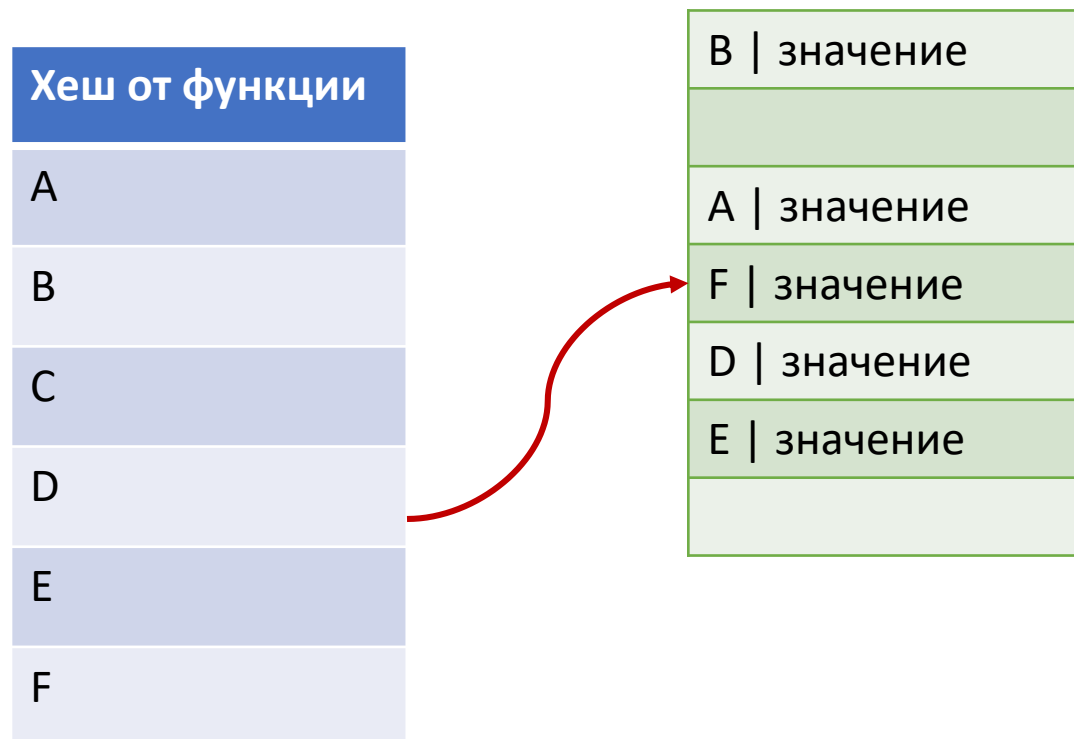 Хеш от функции
A
B
C
D
E
F
B | значение
A | значение
F | значение
D | значение
E | значение